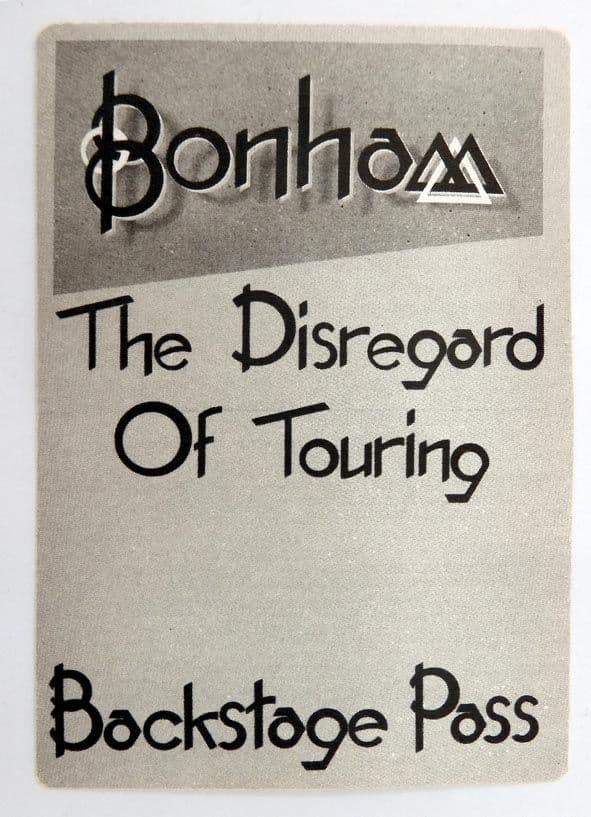 Bonham
The Disregard
Of Touring
Backstage Pass